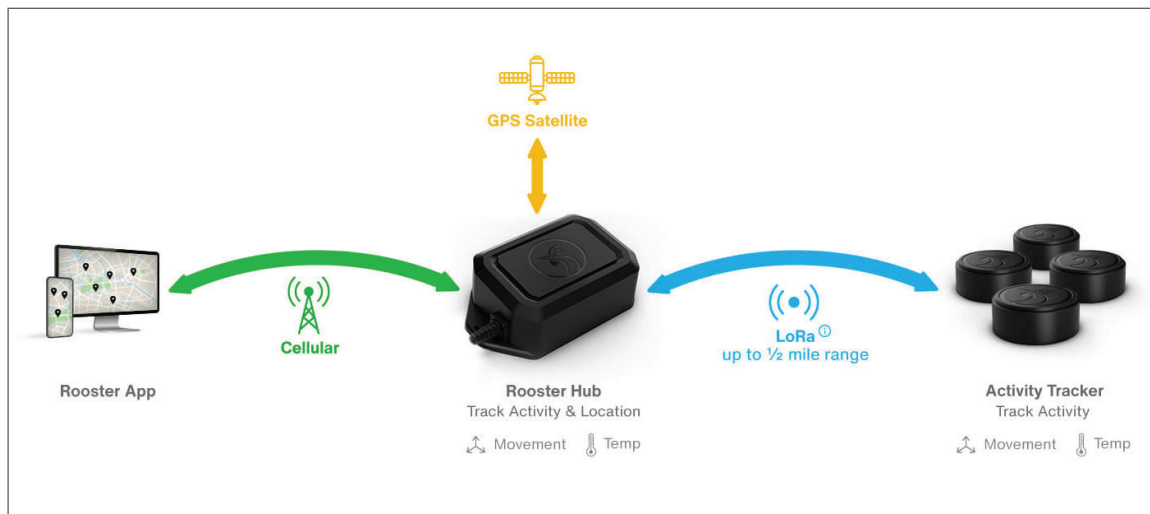 GPS Satellite
Cellular
LoRa ⓘ
up to ½ mile range
Rooster App
Rooster Hub
Track Activity & Location
Movement Temp
Activity Tracker
Track Activity
Movement Temp